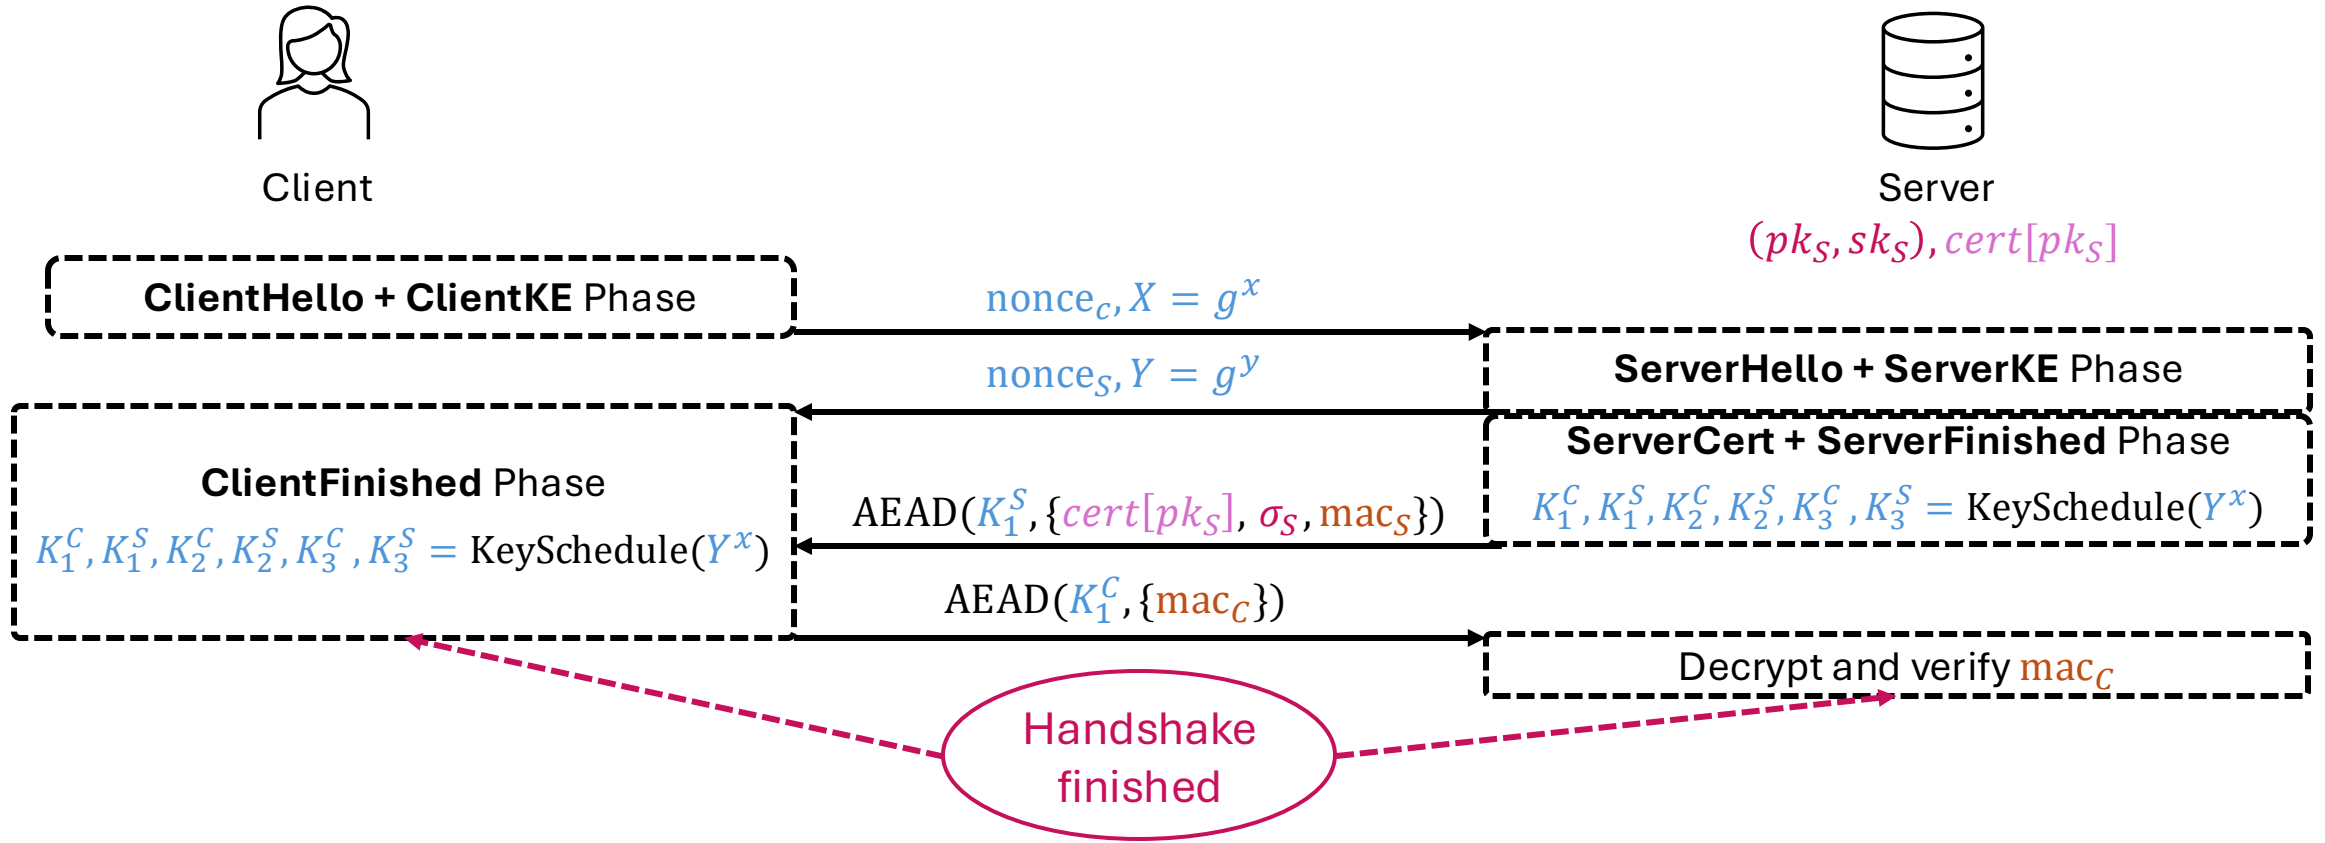 Client
Server
(pk_S, sk_S), cert[pk_S]
ClientHello + ClientKE Phase
nonce_c, X = g^x
ServerHello + ServerKE Phase
nonce_S, Y = g^y
ServerCert + ServerFinished Phase
K_1^C, K_1^S, K_2^C, K_2^S, K_3^C, K_3^S = KeySchedule(Y^x)
AEAD(K_1^S, {cert[pk_S], σ_S, mac_S})
ClientFinished Phase
K_1^C, K_1^S, K_2^C, K_2^S, K_3^C, K_3^S = KeySchedule(Y^x)
AEAD(K_1^C, {mac_C})
Decrypt and verify mac_C
Handshake
finished